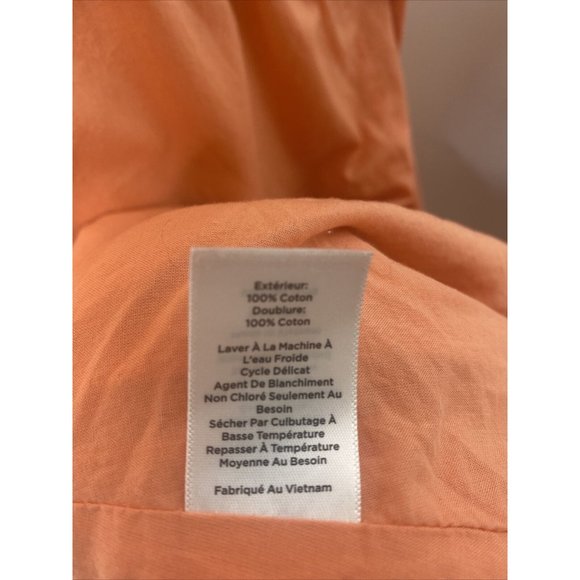 Extérieur:
100% Coton
Doublure:
100% Coton
Laver À La Machine À
L'eau Froide
Cycle Délicat
Agent De Blanchiment
Non Chloré Seulement Au
Besoin
Sécher Par Culbutage À
Basse Température
Repasser À Température
Moyenne Au Besoin
Fabriqué Au Vietnam